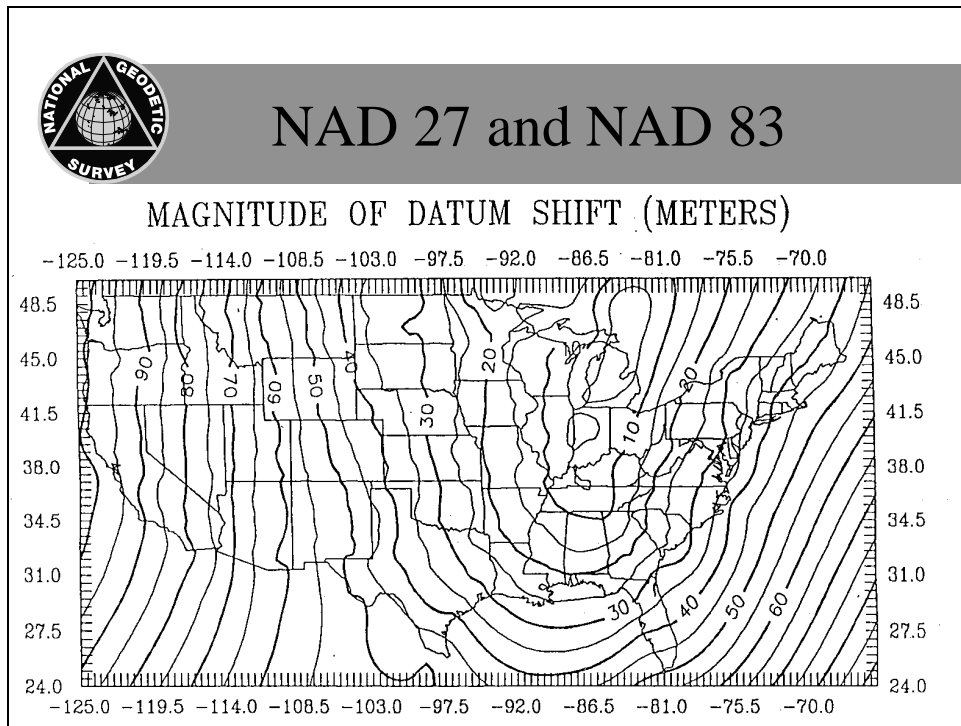 NATIONAL GEODETIC SURVEY
NAD 27 and NAD 83
MAGNITUDE OF DATUM SHIFT (METERS)
-125.0 -119.5 -114.0 -108.5 -103.0 -97.5 -92.0 -86.5 -81.0 -75.5 -70.0
48.5 48.5
45.0 45.0
41.5 41.5
38.0 38.0
34.5 34.5
31.0 31.0
27.5 27.5
24.0 24.0
90 80 70 60 50 40 30 20 10 20
30 40 50 60
-125.0 -119.5 -114.0 -108.5 -103.0 -97.5 -92.0 -86.5 -81.0 -75.5 -70.0